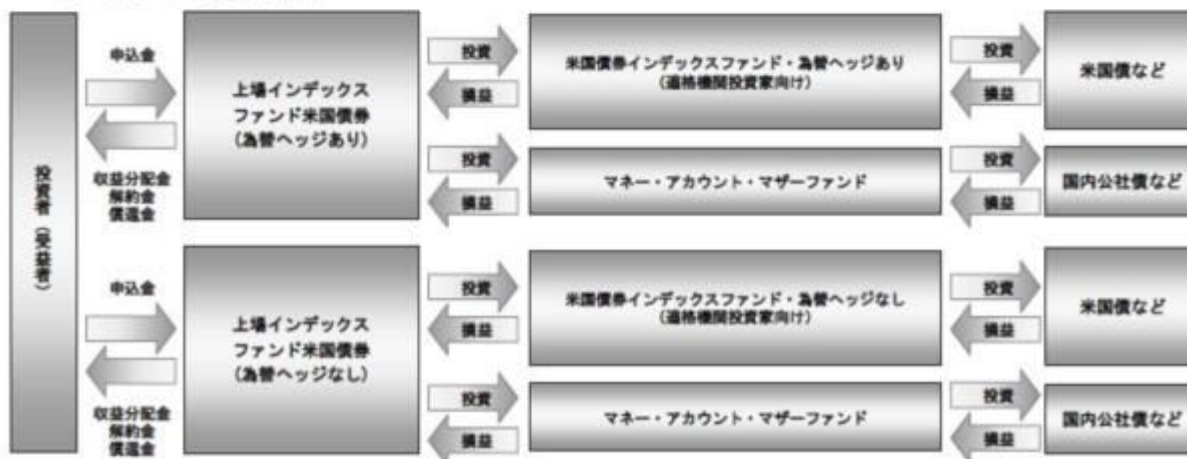 投資者（受益者）
申込金
収益分配金
解約金
償還金
上場インデックス
ファンド米国債券
(為替ヘッジあり)
投資
損益
米国債券インデックスファンド・為替ヘッジあり
(適格機関投資家向け)
投資
損益
米国債など
投資
損益
マネー・アカウント・マザーファンド
投資
損益
国内公社債など
申込金
収益分配金
解約金
償還金
上場インデックス
ファンド米国債券
(為替ヘッジなし)
投資
損益
米国債券インデックスファンド・為替ヘッジなし
(適格機関投資家向け)
投資
損益
米国債など
投資
損益
マネー・アカウント・マザーファンド
投資
損益
国内公社債など